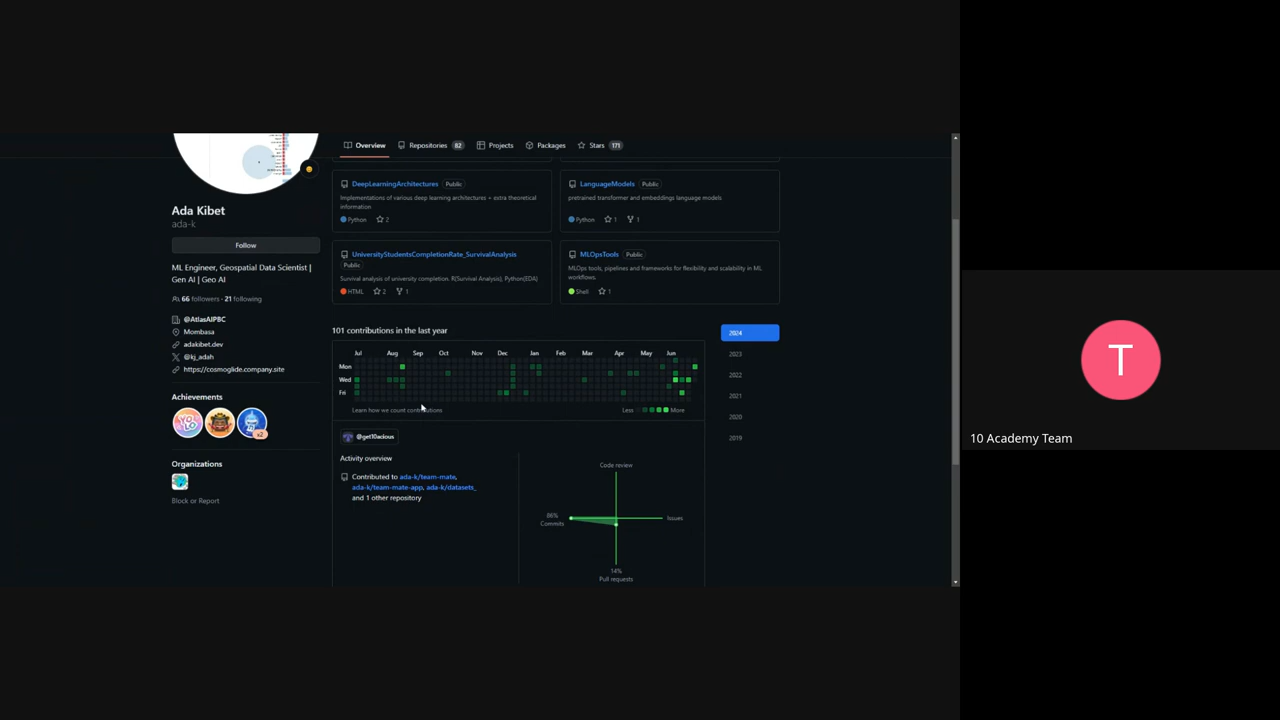 Overview
Repositories 82
Projects
Packages
Stars 171
Ada Kibet
ada-k
Follow
ML Engineer, Geospatial Data Scientist |
Gen AI | Geo AI
66 followers · 21 following
@AtlasAIPBC
Mombasa
adakibet.dev
@kj_adah
https://cosmoglide.company.site
Achievements
x2
Organizations
Block or Report
DeepLearningArchitectures Public
Implementations of various deep learning architectures + extra theoretical
information
Python 2
LanguageModels Public
pretrained transformer and embeddings language models
Python 1 1
UniversityStudentsCompletionRate_SurvivalAnalysis
Public
Survival analysis of university completion. R(Survival Analysis), Python(EDA)
HTML 2 1
MLOpsTools Public
MLOps tools, pipelines and frameworks for flexibility and scalability in ML
workflows.
Shell 1
101 contributions in the last year
Jul Aug Sep Oct Nov Dec Jan Feb Mar Apr May Jun
Mon
Wed
Fri
Learn how we count contributions
Less More
2024
2023
2022
2021
2020
2019
@get10acious
Activity overview
Contributed to ada-k/team-mate,
ada-k/team-mate-app, ada-k/datasets_
and 1 other repository
Code review
86%
Commits
Issues
14%
Pull requests
T
10 Academy Team